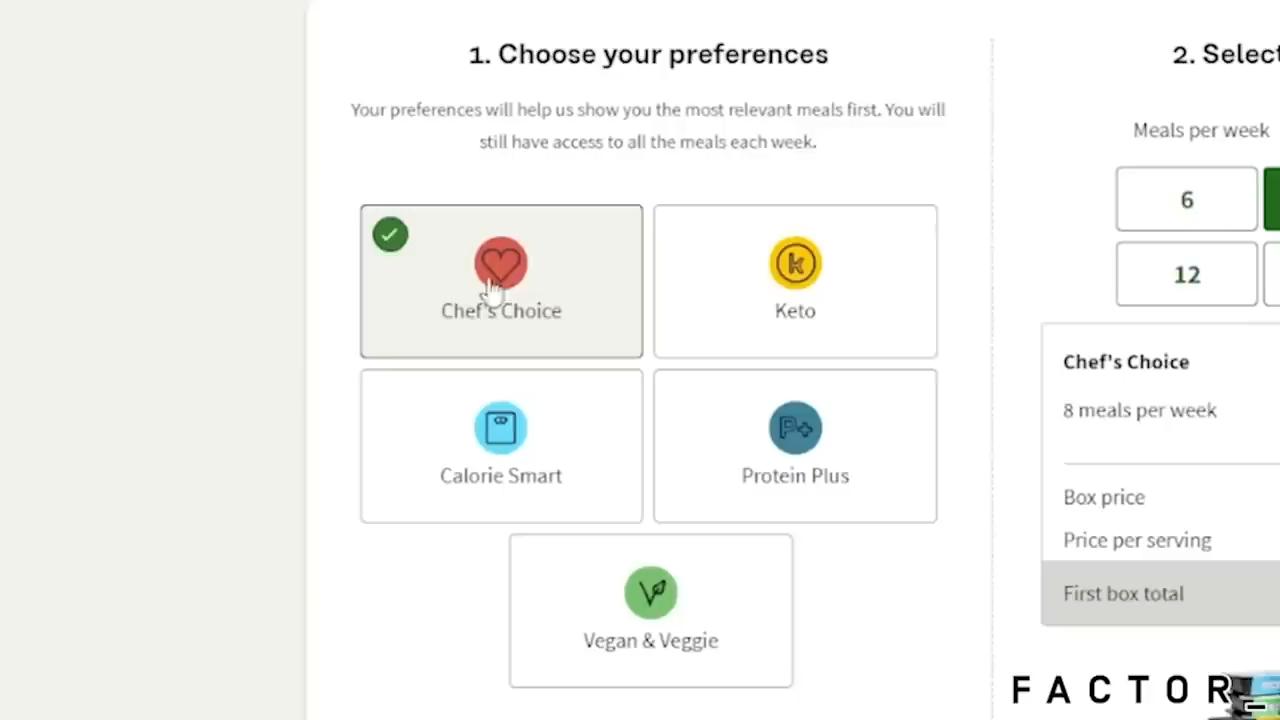 1. Choose your preferences
Your preferences will help us show you the most relevant meals first. You will
still have access to all the meals each week.
Chef's Choice
Keto
Calorie Smart
Protein Plus
Vegan & Veggie
2. Select
Meals per week
6
12
Chef's Choice
8 meals per week
Box price
Price per serving
First box total
FACTOR_